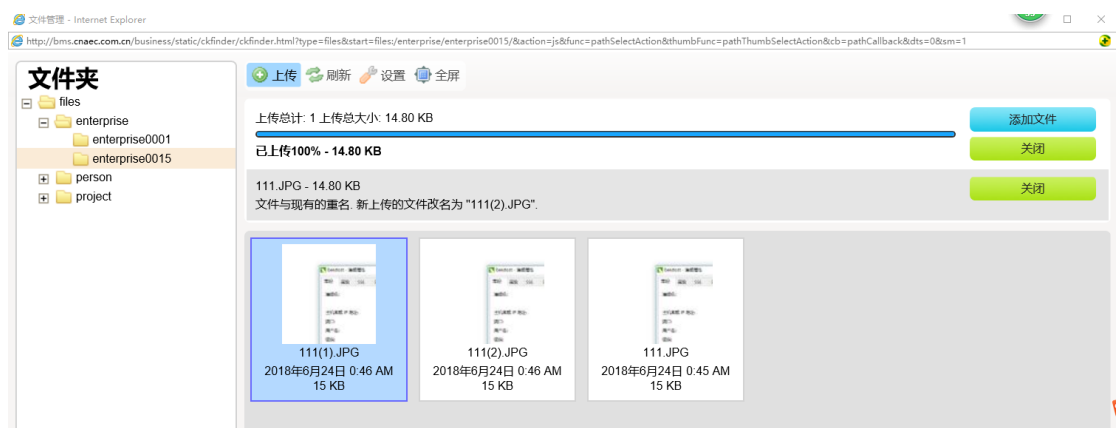 文件管理 - Internet Explorer
http://bms.cnaec.com.cn/business/static/ckfinder/ckfinder.html?type=files&start=files:/enterprise/enterprise0015/&action=js&func=pathSelectAction&thumbFunc=pathThumbSelectAction&cb=pathCallback&dts=0&sm=1
文件夹
files
enterprise
enterprise0001
enterprise0015
person
project
上传 刷新 设置 全屏
上传总计: 1 上传总大小: 14.80 KB
添加文件
已上传100% - 14.80 KB
关闭
111.JPG - 14.80 KB
关闭
文件与现有的重名. 新上传的文件改名为 "111(2).JPG".
111(1).JPG
2018年6月24日 0:46 AM
15 KB
111(2).JPG
2018年6月24日 0:46 AM
15 KB
111.JPG
2018年6月24日 0:45 AM
15 KB